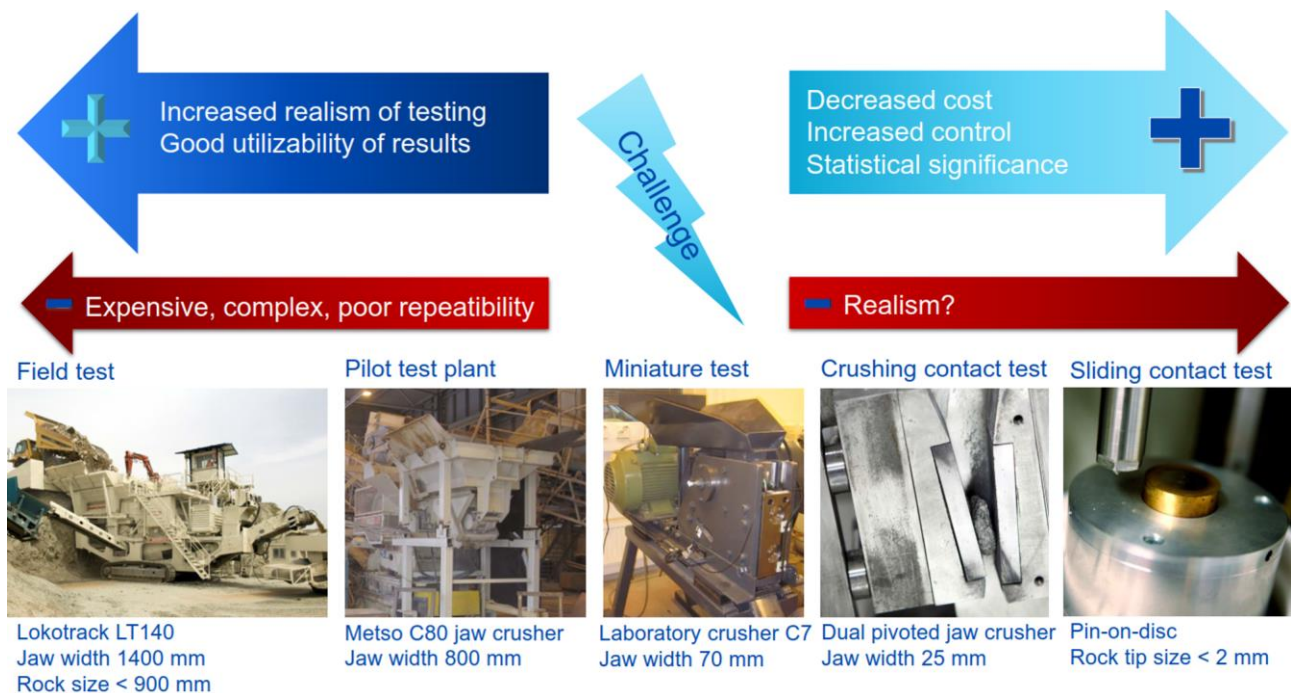 Increased realism of testing
Good utilizability of results
Challenge
Decreased cost
Increased control
Statistical significance
Expensive, complex, poor repeatibility
Realism?
Field test
Pilot test plant
Miniature test
Crushing contact test
Sliding contact test
Lokotrack LT140
Jaw width 1400 mm
Rock size < 900 mm
Metso C80 jaw crusher
Jaw width 800 mm
Laboratory crusher C7
Jaw width 70 mm
Dual pivoted jaw crusher
Jaw width 25 mm
Pin-on-disc
Rock tip size < 2 mm